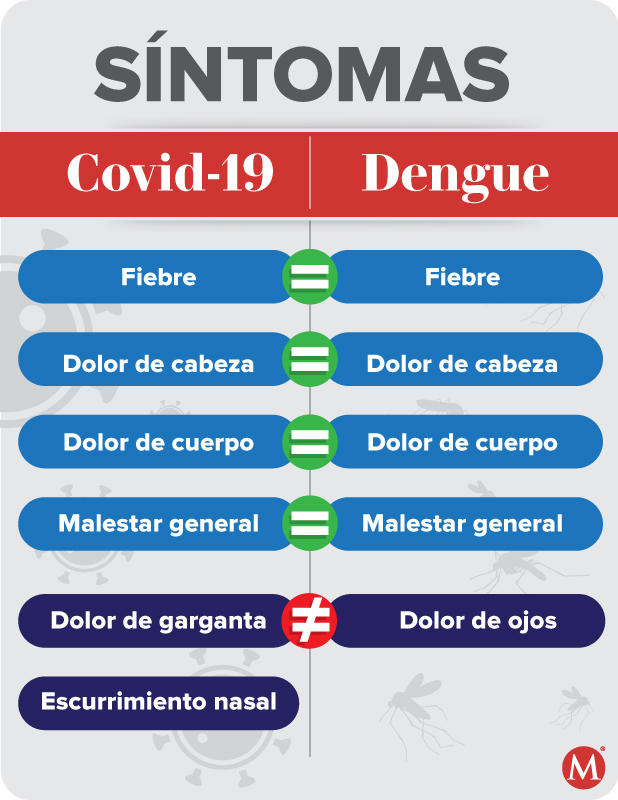 SÍNTOMAS
Covid-19 Dengue
Fiebre = Fiebre
Dolor de cabeza = Dolor de cabeza
Dolor de cuerpo = Dolor de cuerpo
Malestar general = Malestar general
Dolor de garganta ≠ Dolor de ojos
Escurrimiento nasal
M®